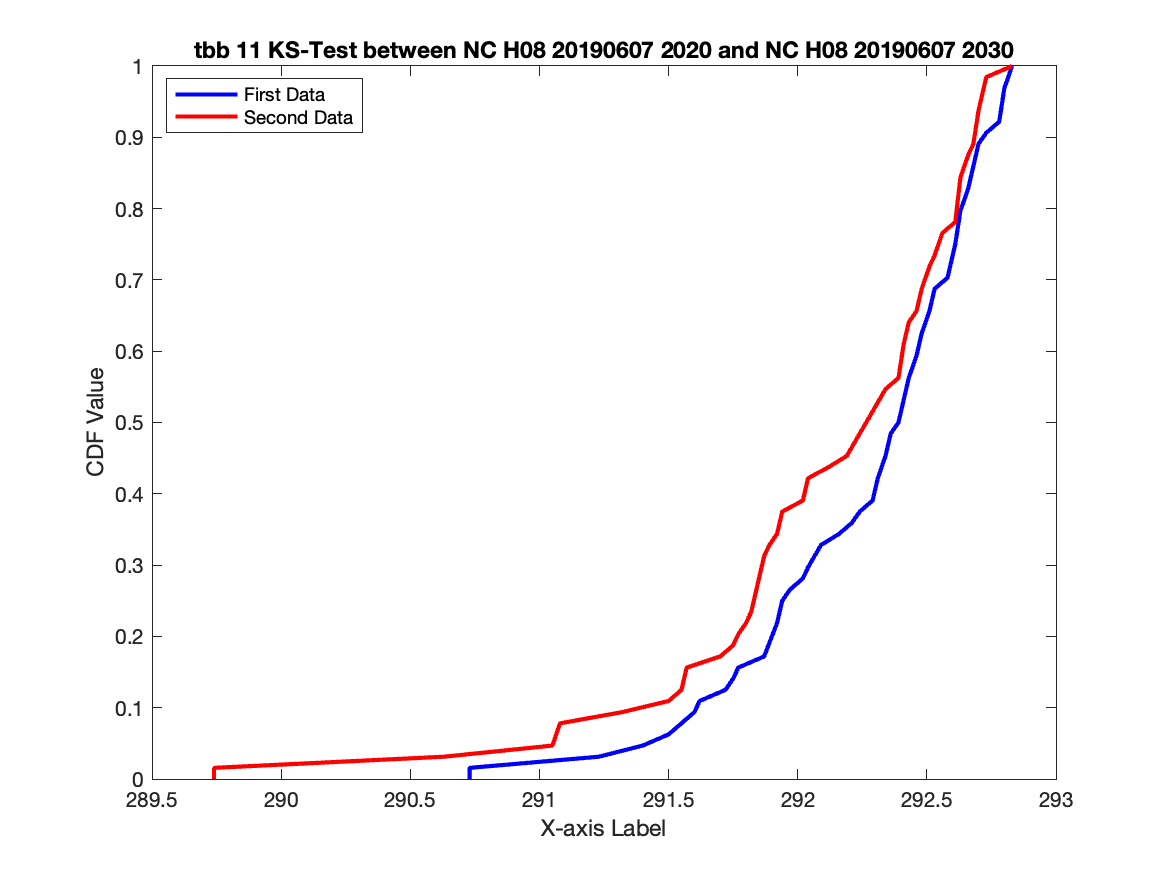 tbb 11 KS-Test between NC H08 20190607 2020 and NC H08 20190607 2030
First Data
Second Data
1
0.9
0.8
0.7
0.6
0.5
0.4
0.3
0.2
0.1
0
CDF Value
289.5 290 290.5 291 291.5 292 292.5 293
X-axis Label